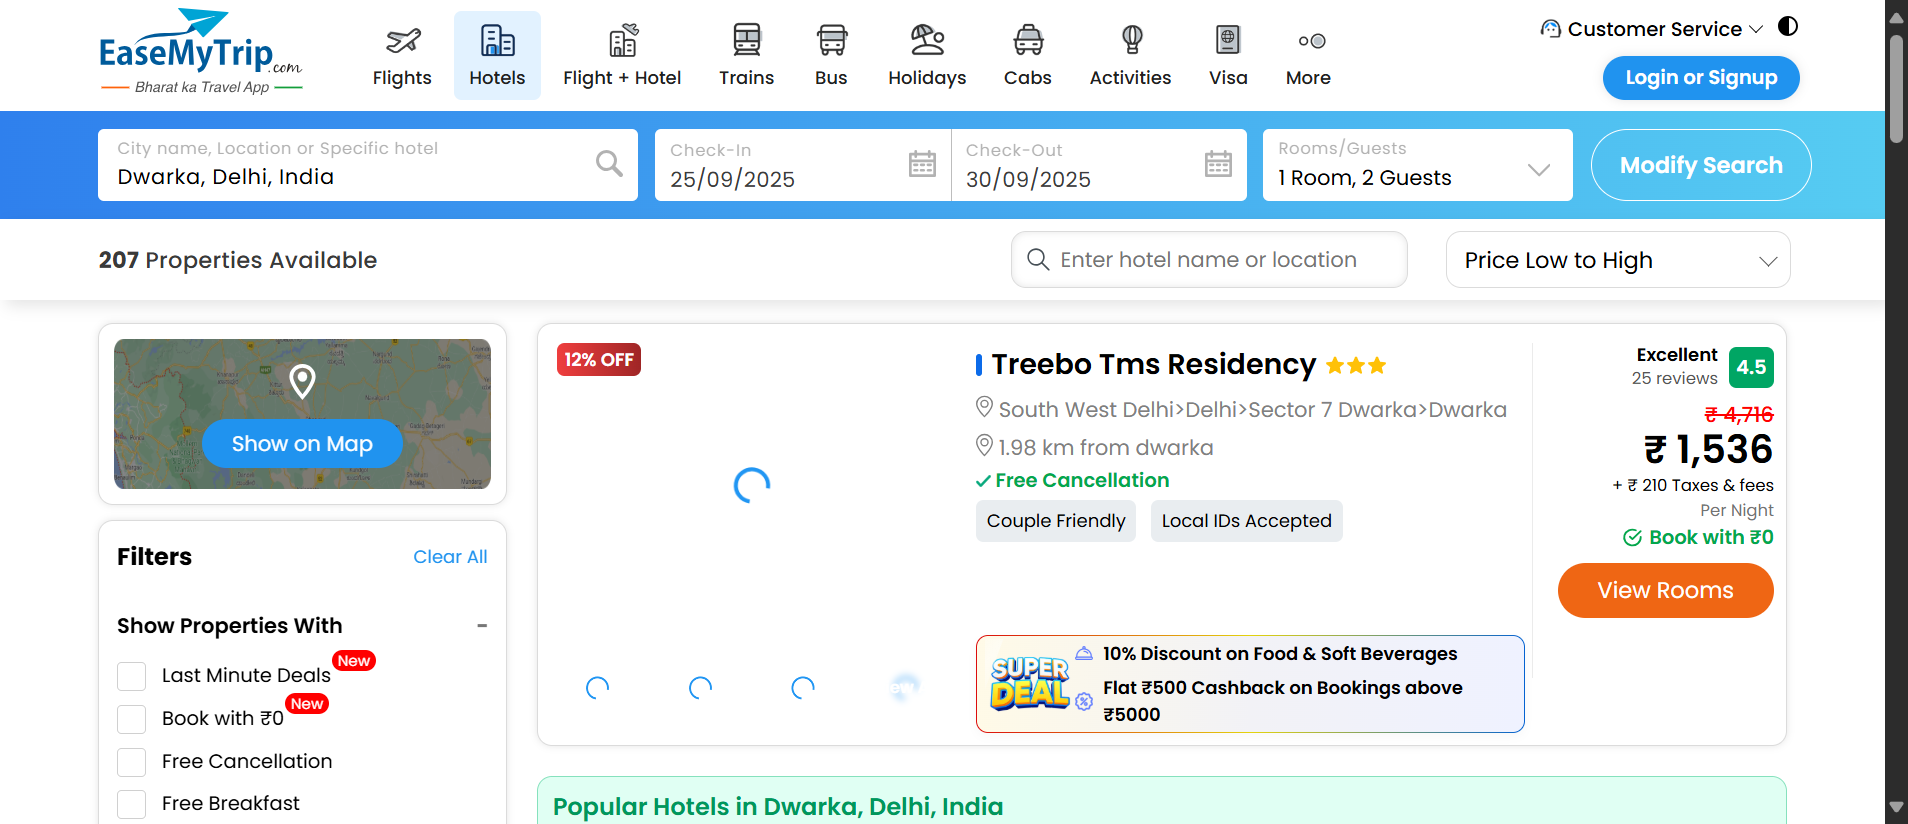 EaseMyTrip.com
Bharat ka Travel App
Flights
Hotels
Flight + Hotel
Trains
Bus
Holidays
Cabs
Activities
Visa
More
Customer Service
Login or Signup
City name, Location or Specific hotel
Dwarka, Delhi, India
Check-In
25/09/2025
Check-Out
30/09/2025
Rooms/Guests
1 Room, 2 Guests
Modify Search
207 Properties Available
Enter hotel name or location
Price Low to High
Show on Map
Filters
Clear All
Show Properties With
Last Minute Deals New
Book with ₹0 New
Free Cancellation
Free Breakfast
12% OFF
Treebo Tms Residency
South West Delhi>Delhi>Sector 7 Dwarka>Dwarka
1.98 km from dwarka
Free Cancellation
Couple Friendly
Local IDs Accepted
SUPER
DEAL
10% Discount on Food & Soft Beverages
Flat ₹500 Cashback on Bookings above
₹5000
Excellent
25 reviews
4.5
₹ 4,716
₹ 1,536
+ ₹ 210 Taxes & fees
Per Night
Book with ₹0
View Rooms
Popular Hotels in Dwarka, Delhi, India